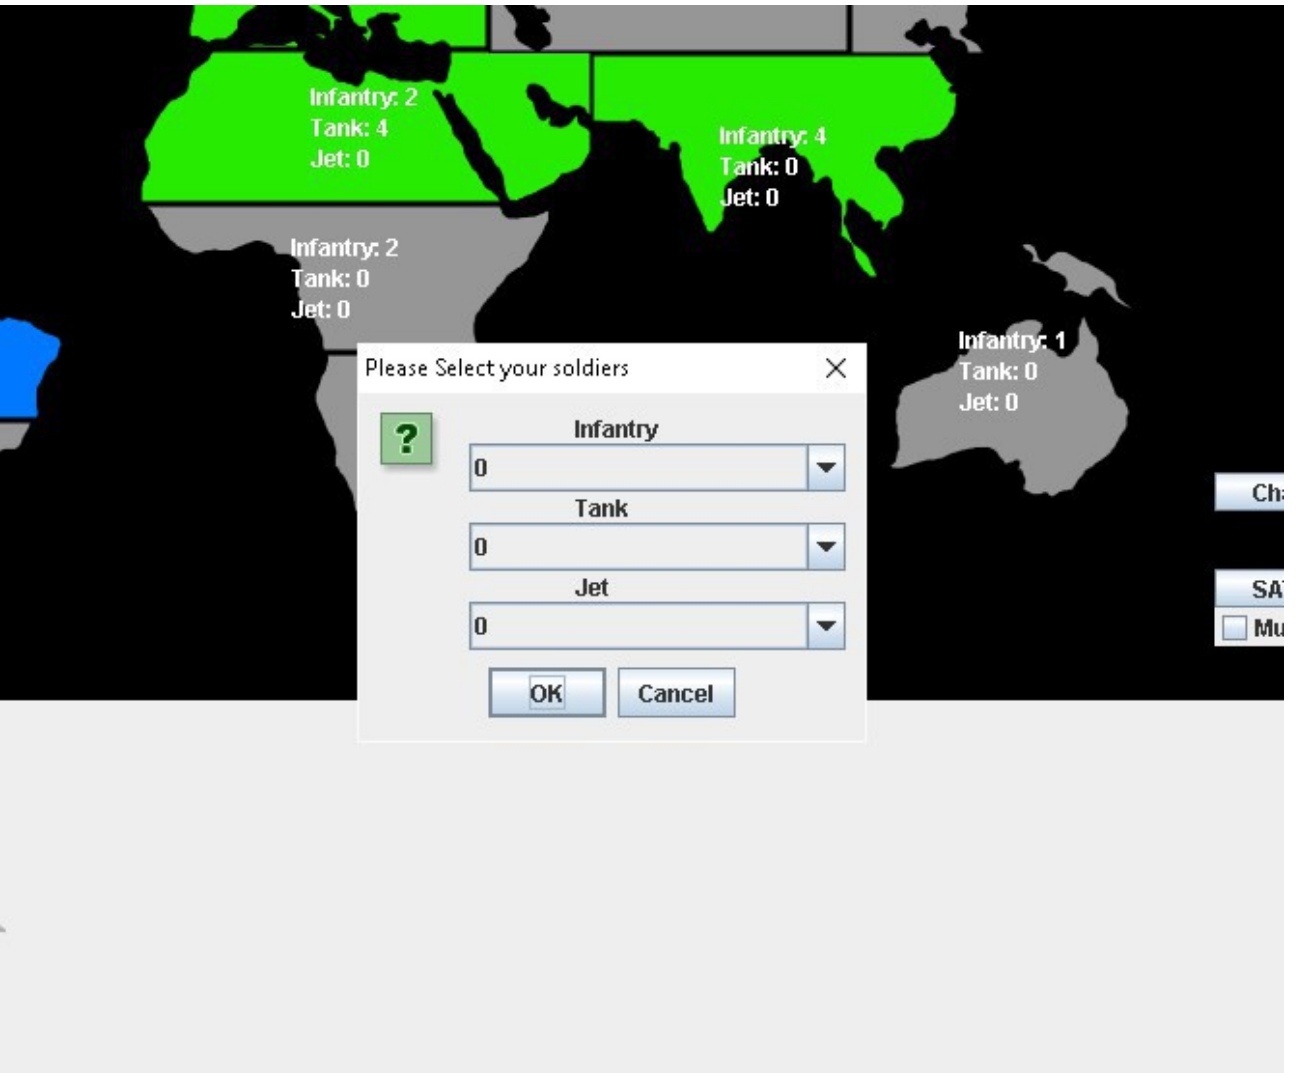 Infantry: 2
Tank: 4
Jet: 0
Infantry: 4
Tank: 0
Jet: 0
Infantry: 2
Tank: 0
Jet: 0
Infantry: 1
Tank: 0
Jet: 0
Please Select your soldiers
?
Infantry
0
Tank
0
Jet
0
OK
Cancel